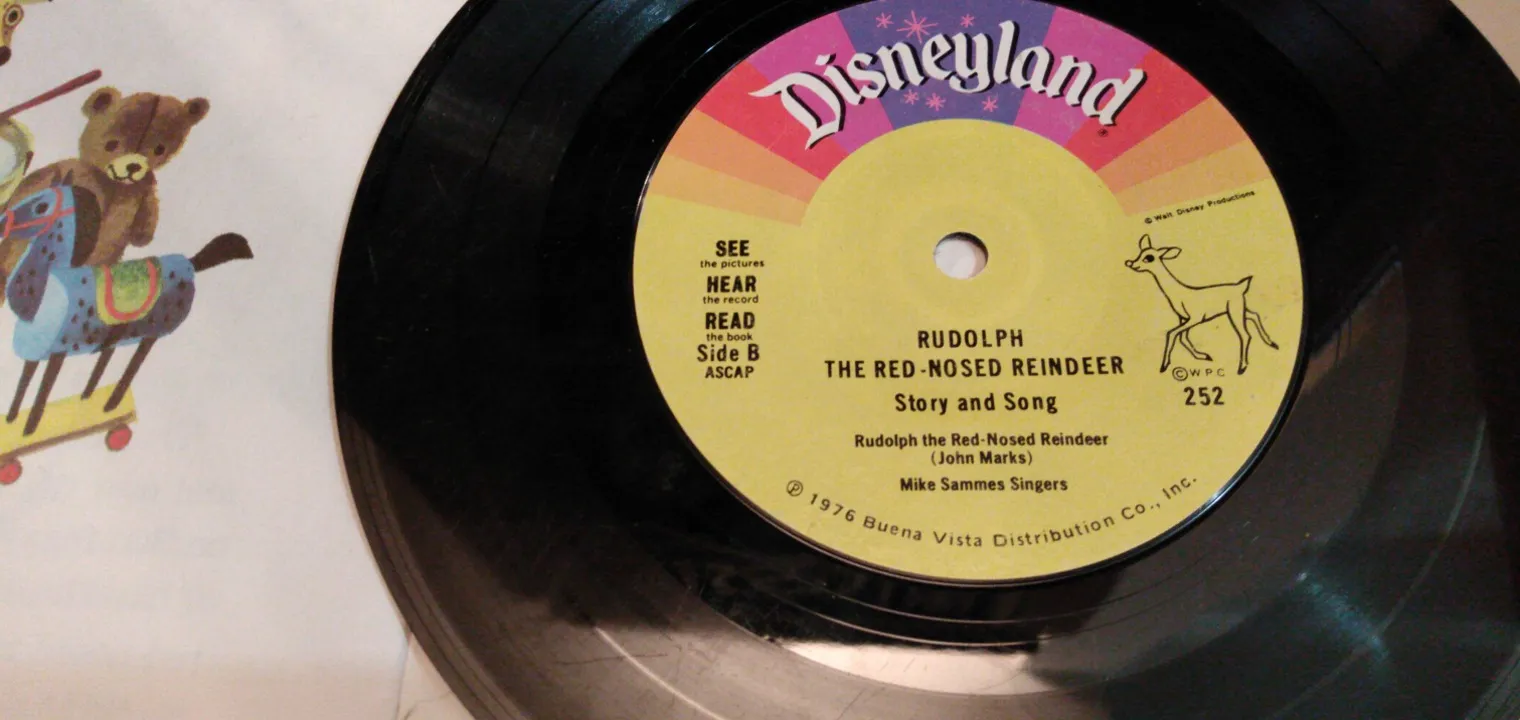 Disneyland®
© Walt Disney Productions
SEE
the pictures
HEAR
the record
READ
the book
Side B
ASCAP
© W P C
252
RUDOLPH
THE RED-NOSED REINDEER
Story and Song
Rudolph the Red-Nosed Reindeer
(John Marks)
Mike Sammes Singers
℗ 1976 Buena Vista Distribution Co., Inc.